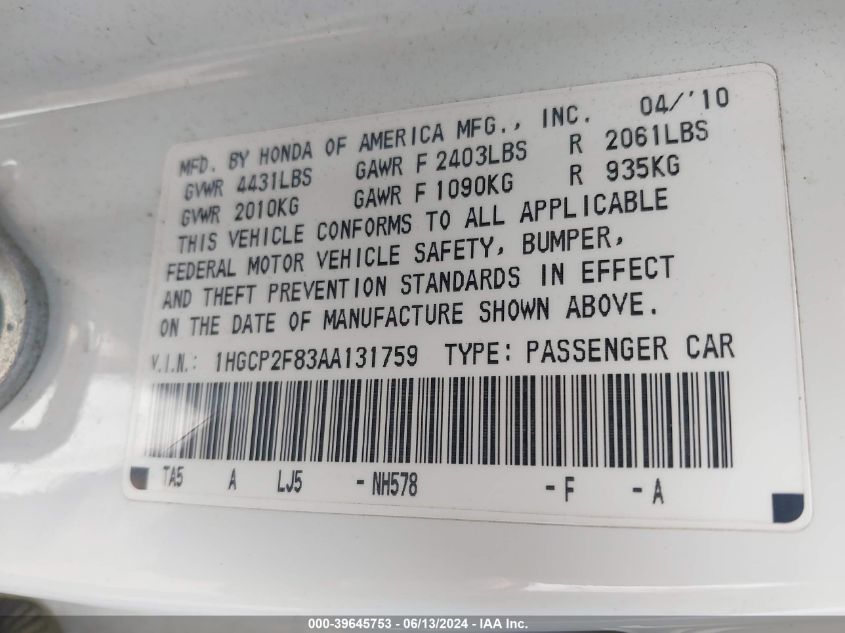 MFD. BY HONDA OF AMERICA MFG., INC. 04/'10
GVWR 4431LBS GAWR F 2403LBS R 2061LBS
GVWR 2010KG GAWR F 1090KG R 935KG
THIS VEHICLE CONFORMS TO ALL APPLICABLE
FEDERAL MOTOR VEHICLE SAFETY, BUMPER,
AND THEFT PREVENTION STANDARDS IN EFFECT
ON THE DATE OF MANUFACTURE SHOWN ABOVE.
V.I.N.: 1HGCP2F83AA131759 TYPE: PASSENGER CAR
TA5 A LJ5 -NH578 -F -A
000-39645753 - 06/13/2024 - IAA Inc.